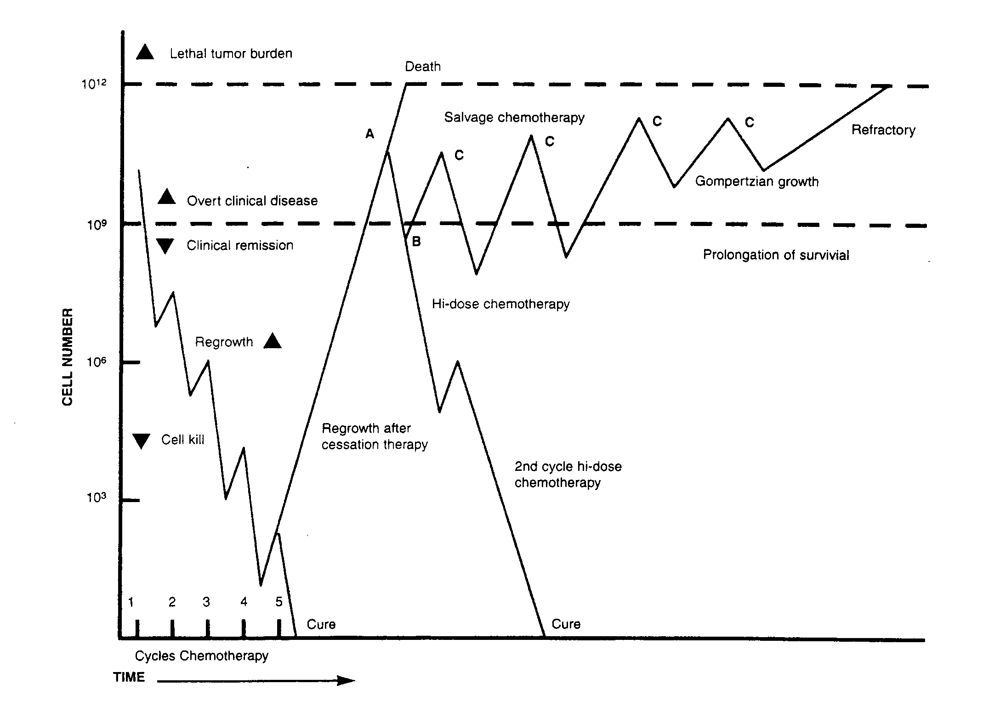 Lethal tumor burden
Death
10¹²
Salvage chemotherapy
A
C
C
C
C
Refractory
Gompertzian growth
Overt clinical disease
10⁹
Clinical remission
B
Prolongation of survivial
Hi-dose chemotherapy
CELL NUMBER
Regrowth
10⁶
Regrowth after
cessation therapy
Cell kill
2nd cycle hi-dose
chemotherapy
10³
1 2 3 4 5
Cure
Cure
Cycles Chemotherapy
TIME